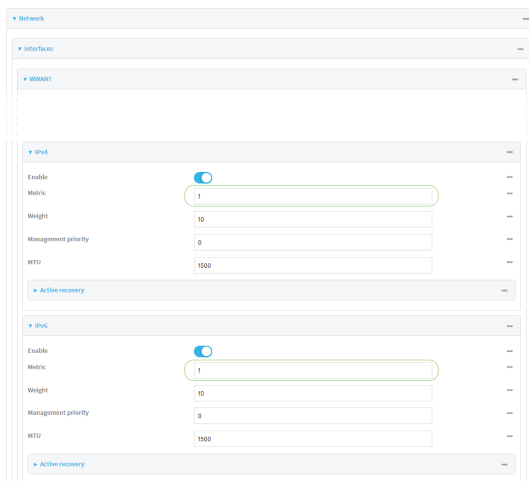 Network
Interfaces
WWAN1
IPv4
Enable
Metric 1
Weight 10
Management priority 0
MTU 1500
Active recovery
IPv6
Enable
Metric 1
Weight 10
Management priority 0
MTU 1500
Active recovery